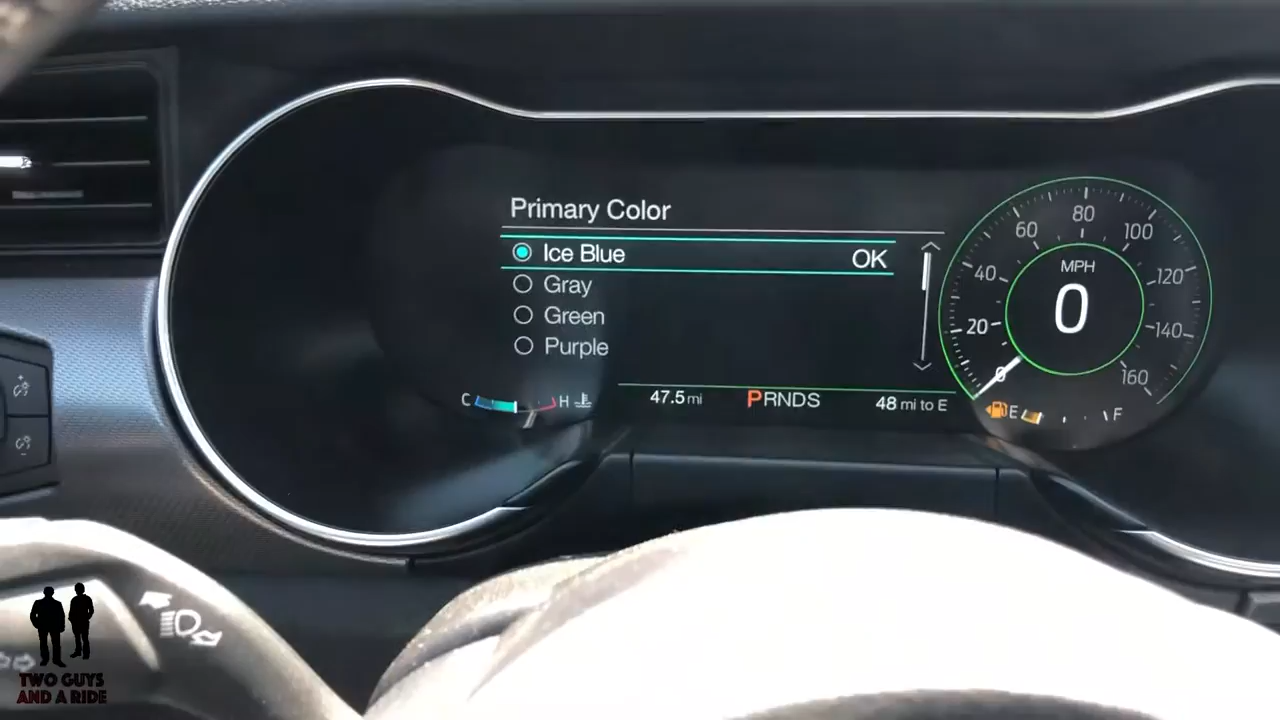 Primary Color
Ice Blue OK
Gray
Green
Purple
C H
47.5 mi PRNDS 48 mi to E
MPH
0
0 20 40 60 80 100 120 140 160
E F
TWO GUYS
AND A RIDE